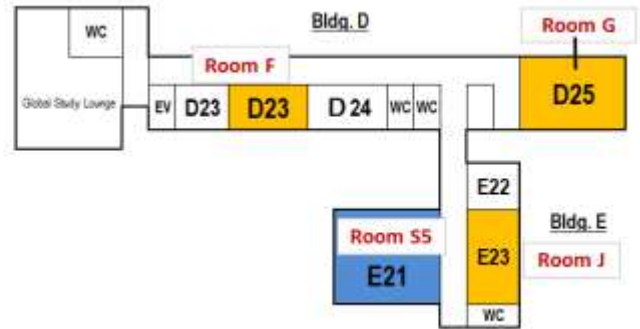 Bldg. D
Room G
WC
Room F
Global Study Lounge
EV
D23
D23
D 24
WC
WC
D25
E22
Room S5
E21
E23
Bldg. E
Room J
WC